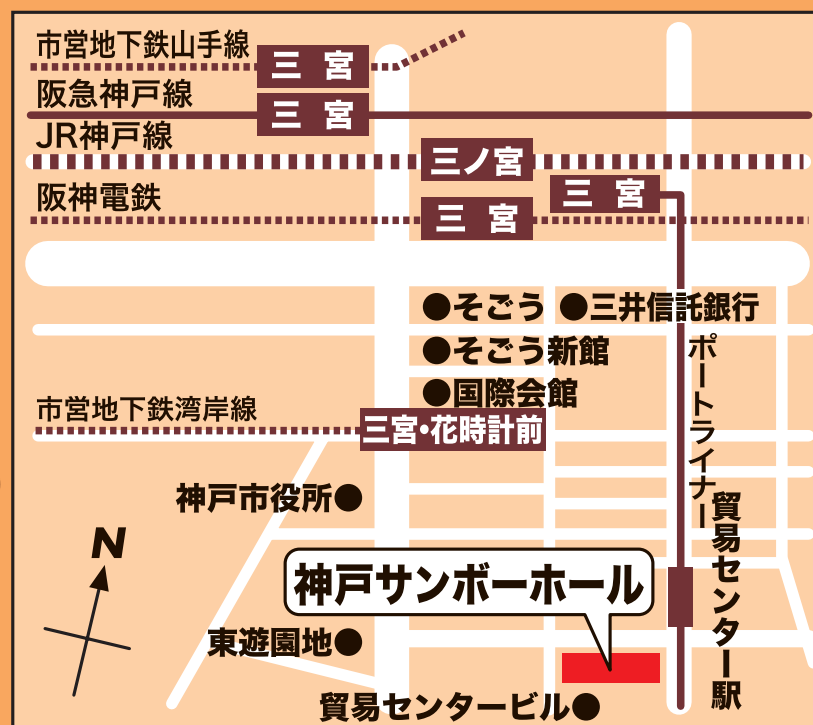 市営地下鉄山手線
三 宮
阪急神戸線
三 宮
JR神戸線
三ノ宮
阪神電鉄
三 宮
三 宮
●そごう ●三井信託銀行
●そごう新館
●国際会館
ポートライナー
市営地下鉄湾岸線
三宮・花時計前
神戸市役所●
貿易センター駅
N
神戸サンボーホール
東遊園地●
貿易センタービル●